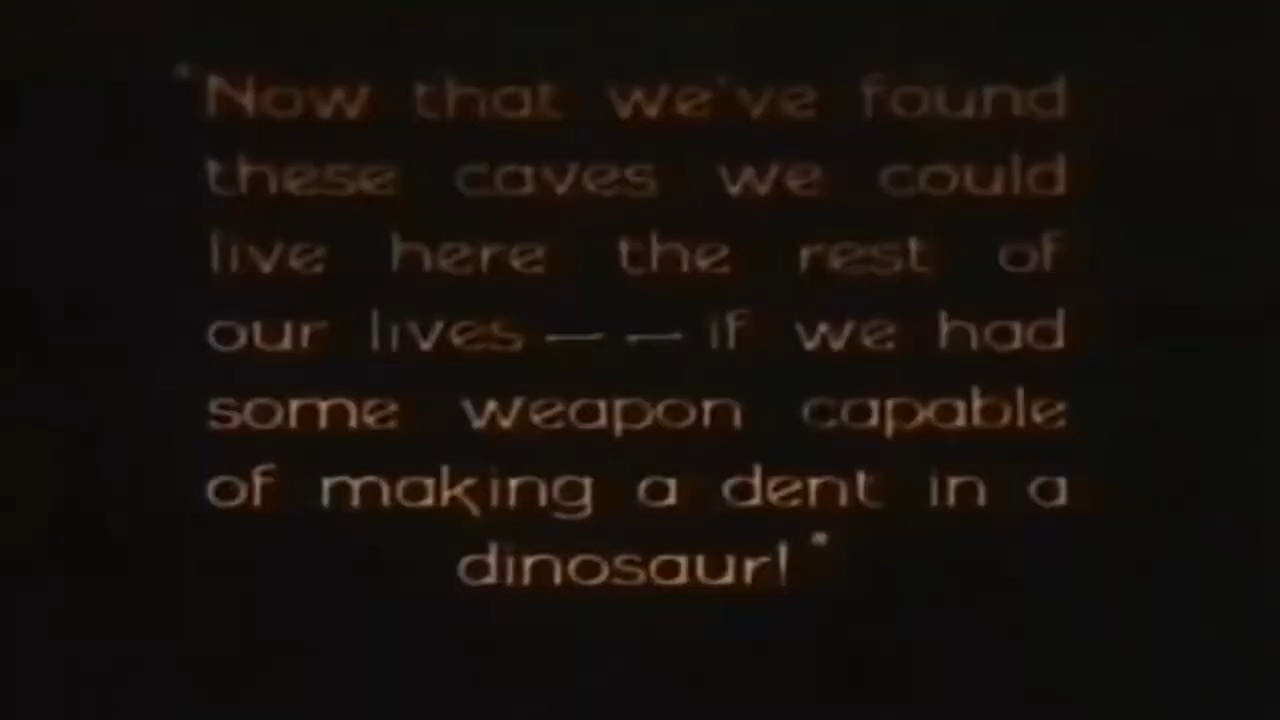 "Now that we've found
these caves we could
live here the rest of
our lives — — if we had
some weapon capable
of making a dent in a
dinosaur!"